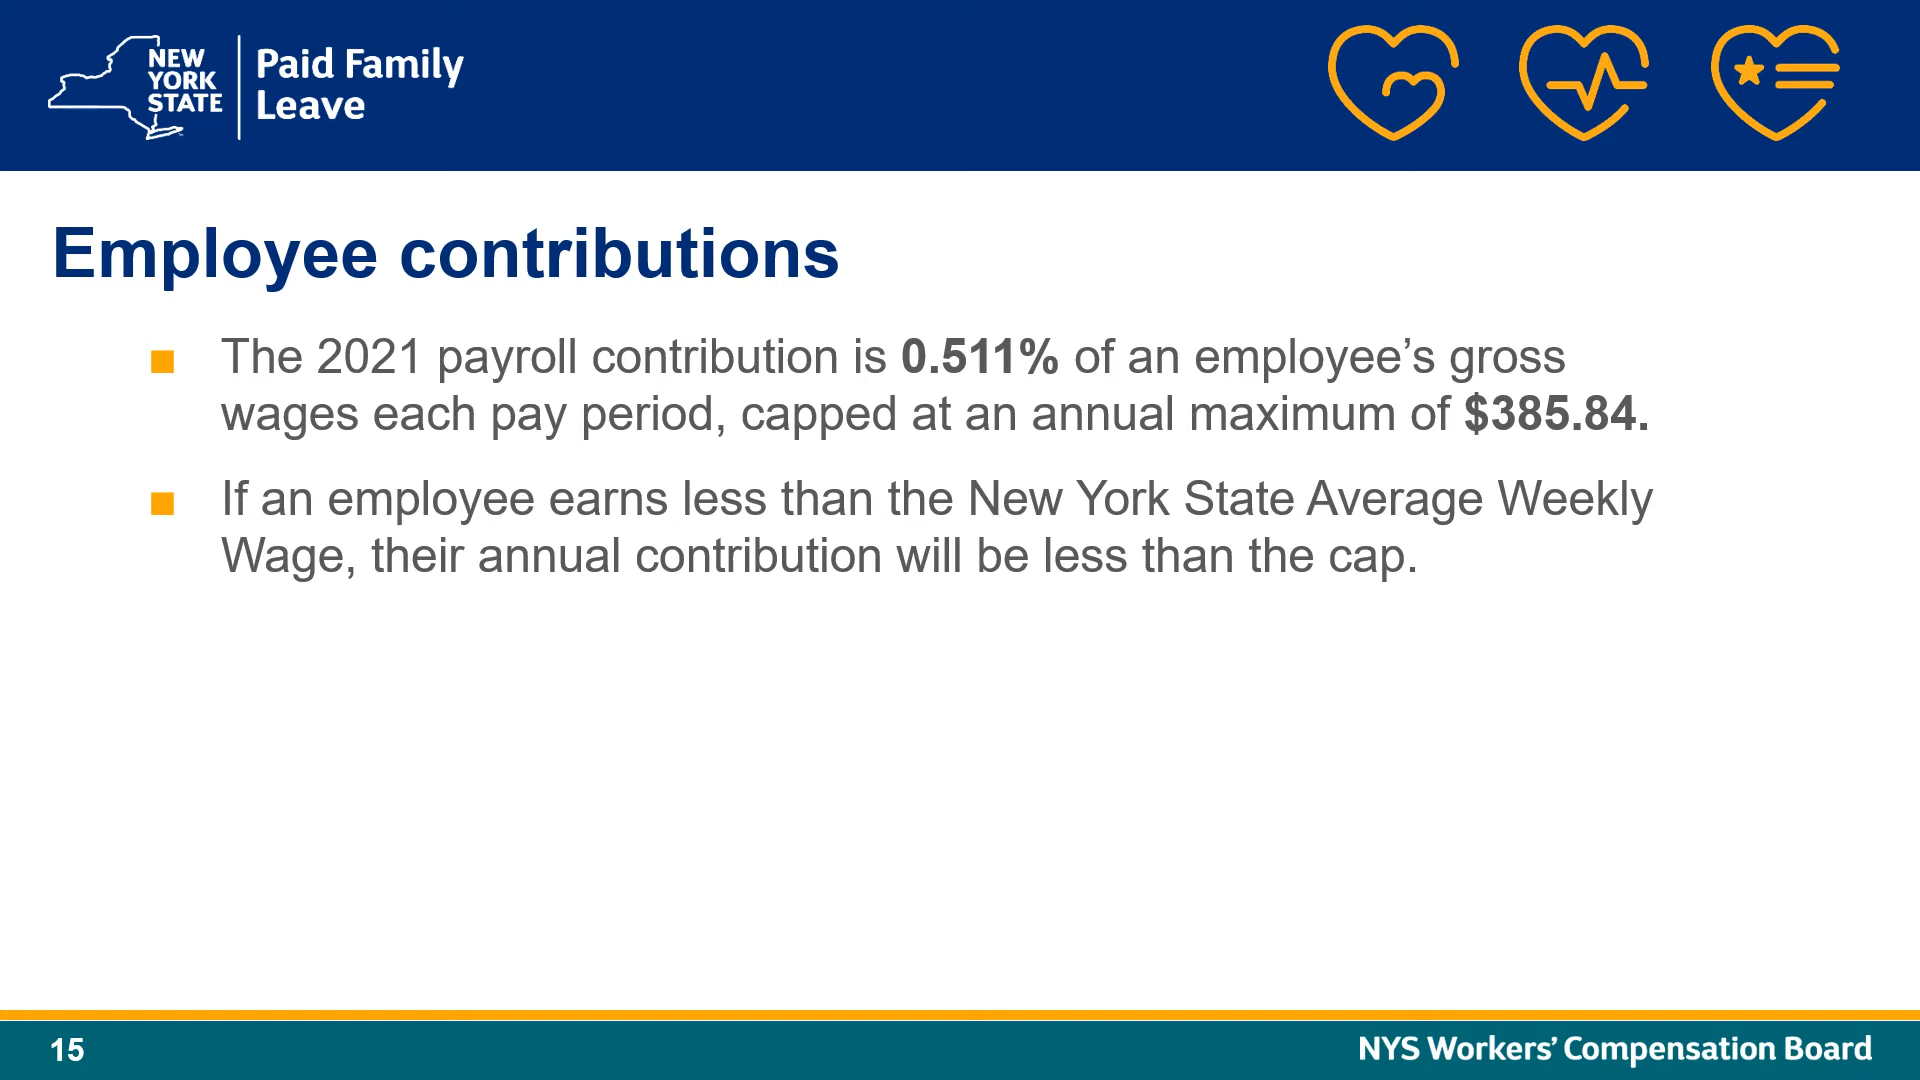 NEW
YORK
STATE
Paid Family
Leave
Employee contributions
The 2021 payroll contribution is 0.511% of an employee’s gross
wages each pay period, capped at an annual maximum of $385.84.
If an employee earns less than the New York State Average Weekly
Wage, their annual contribution will be less than the cap.
15
NYS Workers’ Compensation Board